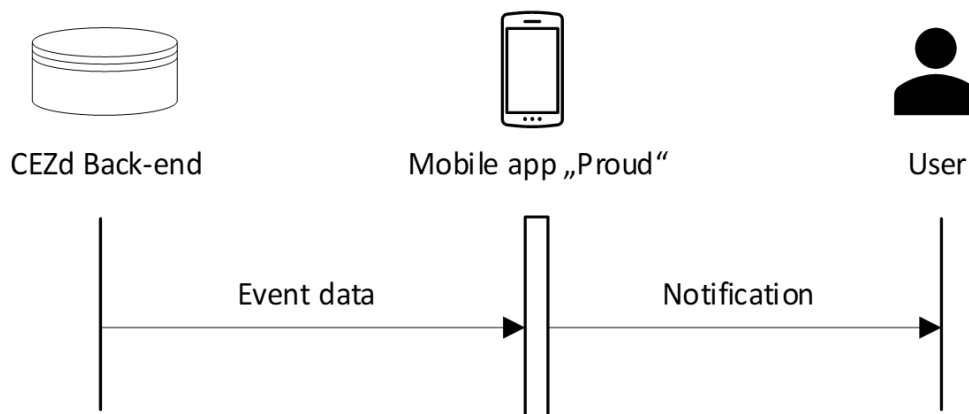 CEZd Back-end
Mobile app „Proud“
User
Event data
Notification